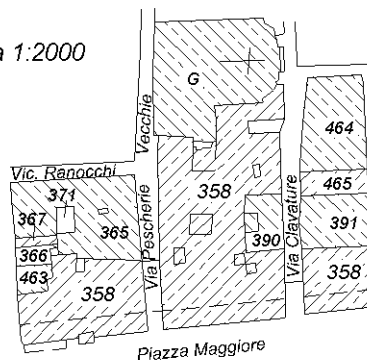 a 1:2000
G
464
Vecchie
Vic. Ranocchi
371
358
465
367
365
Via Pescherie
Via Clavature
391
366
390
463
358
358
Piazza Maggiore